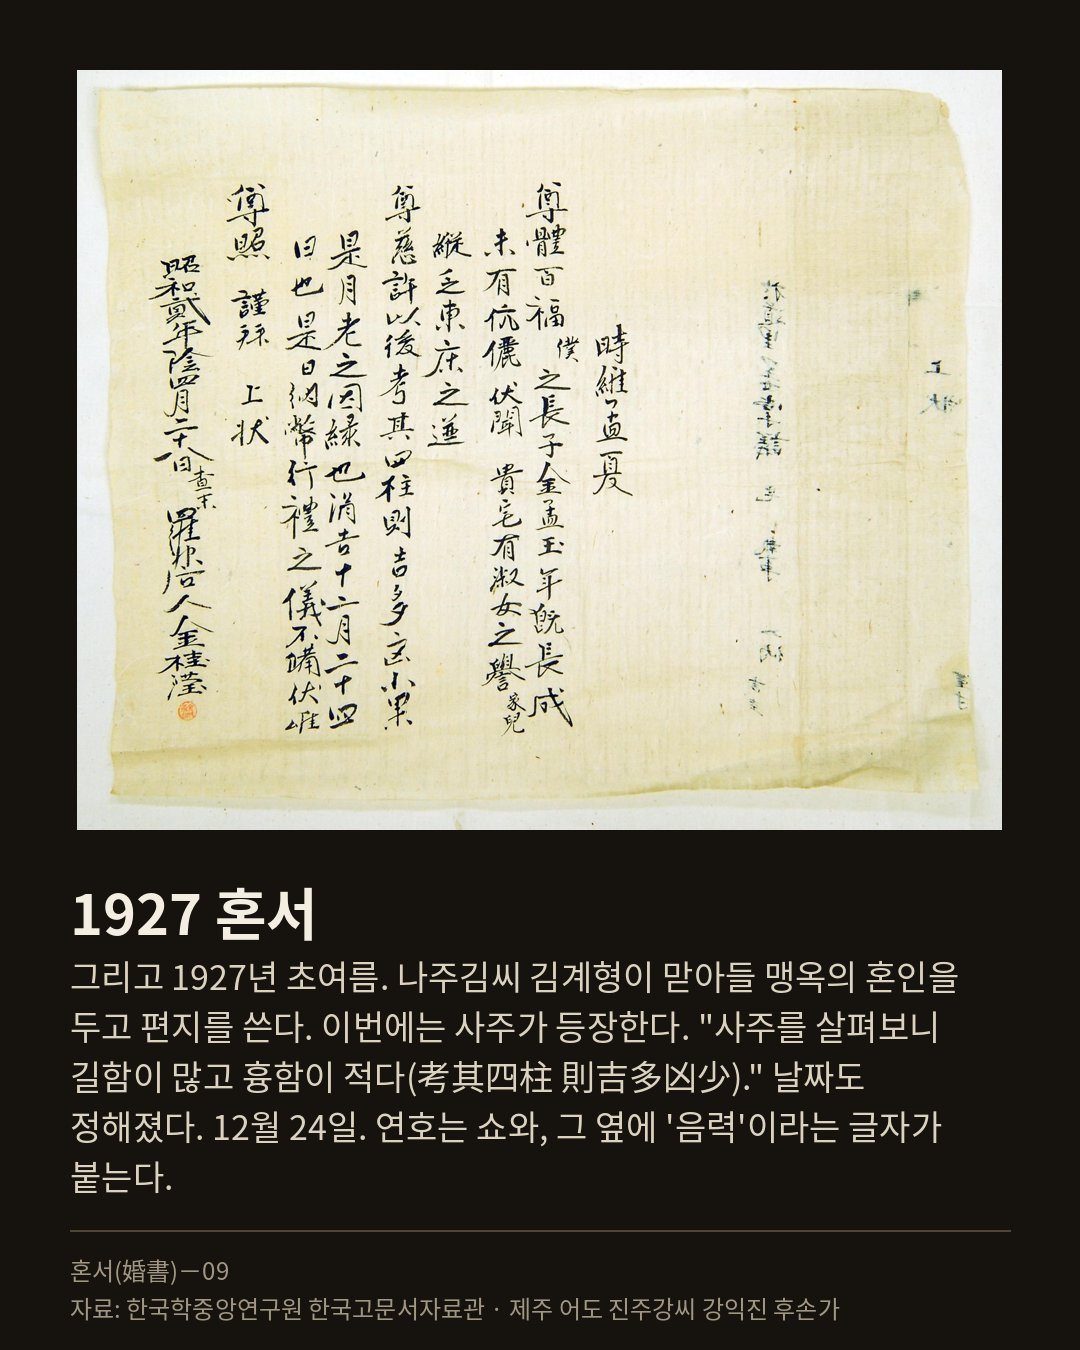 時維孟夏
尊體百福 僕之長子金孟玉年旣長成
未有伉儷 伏聞 貴宅有淑女之譽 家兒
縱乏東床之選
尊慈許以後考其四柱則吉多凶小果
是月老之因緣也涓吉十二月二十四
日也是日納幣行禮之儀不備伏惟
尊照 謹拜 上狀
昭和貳年陰四月二十八日 査末 羅州后人金桂瀅
1927 혼서
그리고 1927년 초여름. 나주김씨 김계형이 맏아들 맹옥의 혼인을
두고 편지를 쓴다. 이번에는 사주가 등장한다. "사주를 살펴보니
길함이 많고 흉함이 적다(考其四柱 則吉多凶少)." 날짜도
정해졌다. 12월 24일. 연호는 쇼와, 그 옆에 '음력'이라는 글자가
붙는다.
혼서(婚書)－09
자료: 한국학중앙연구원 한국고문서자료관 · 제주 어도 진주강씨 강익진 후손가